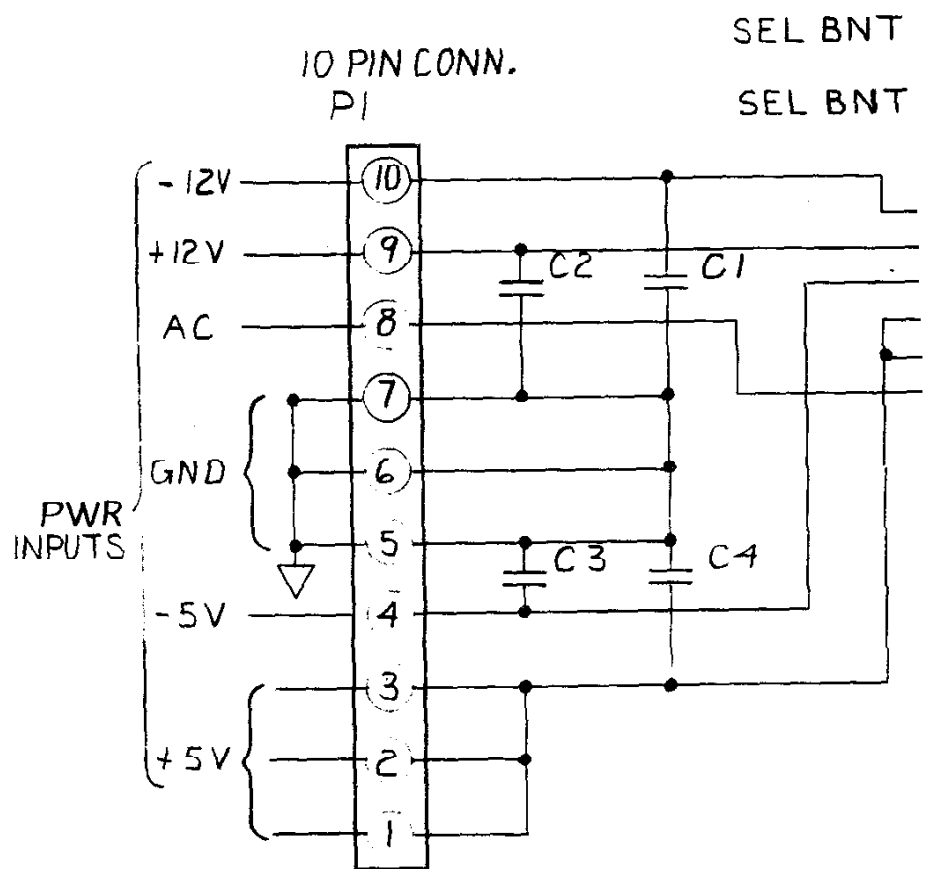 SEL BNT
10 PIN CONN.
P1
SEL BNT
-12V
10
+12V
9
C2
C1
AC
8
7
GND
6
PWR
INPUTS
5
C3
C4
-5V
4
3
+5V
2
1